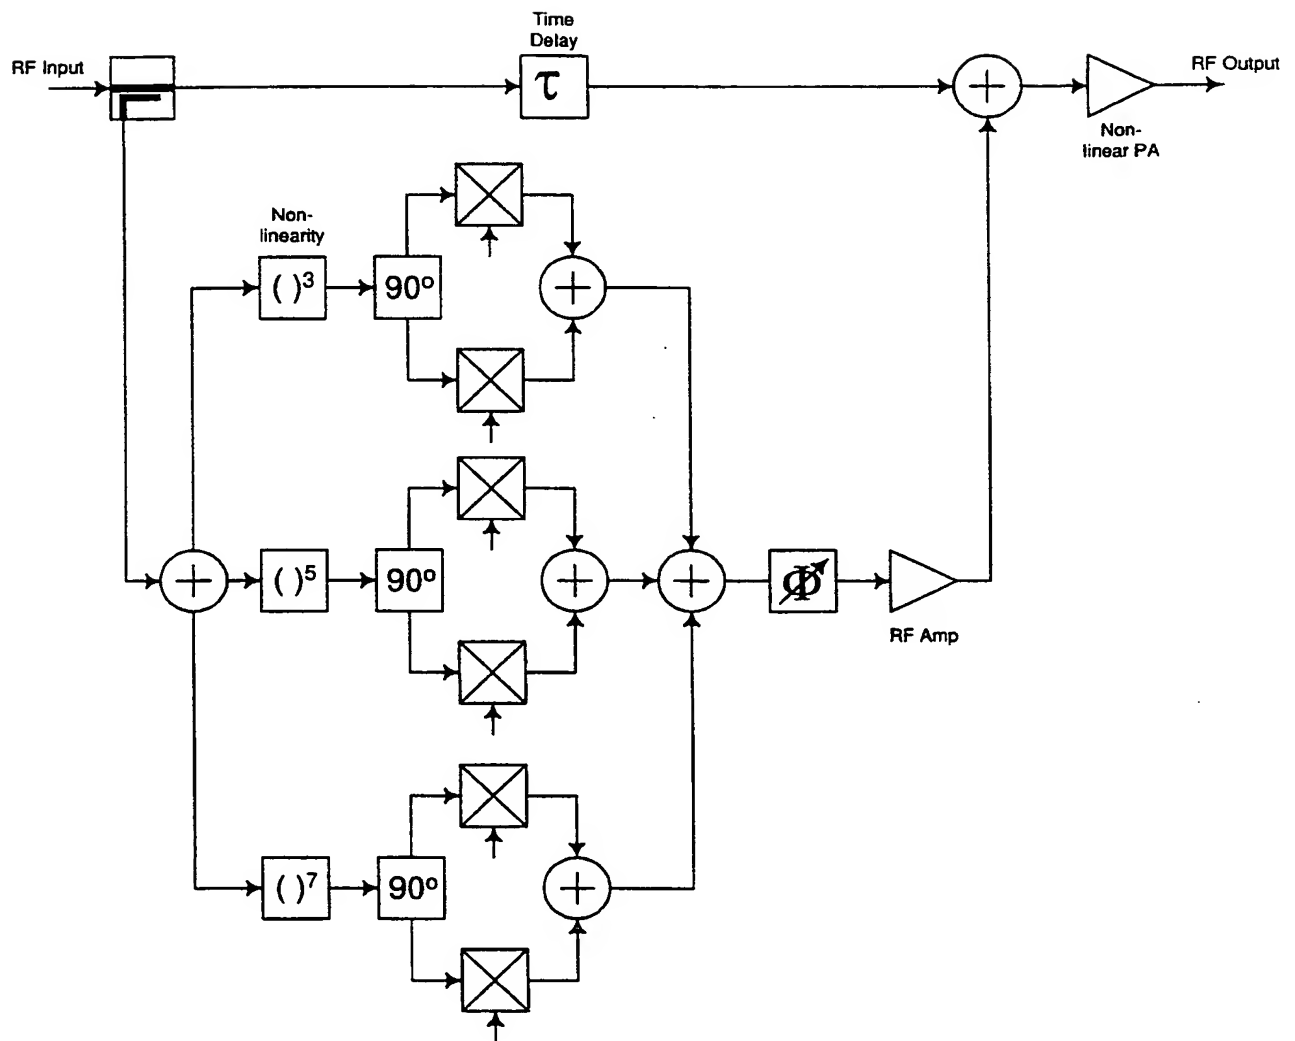 Time
Delay
RF Input
τ
RF Output
Non-
linear PA
Non-
linearity
( )³
90º
( )⁵
90º
Φ
RF Amp
( )⁷
90º